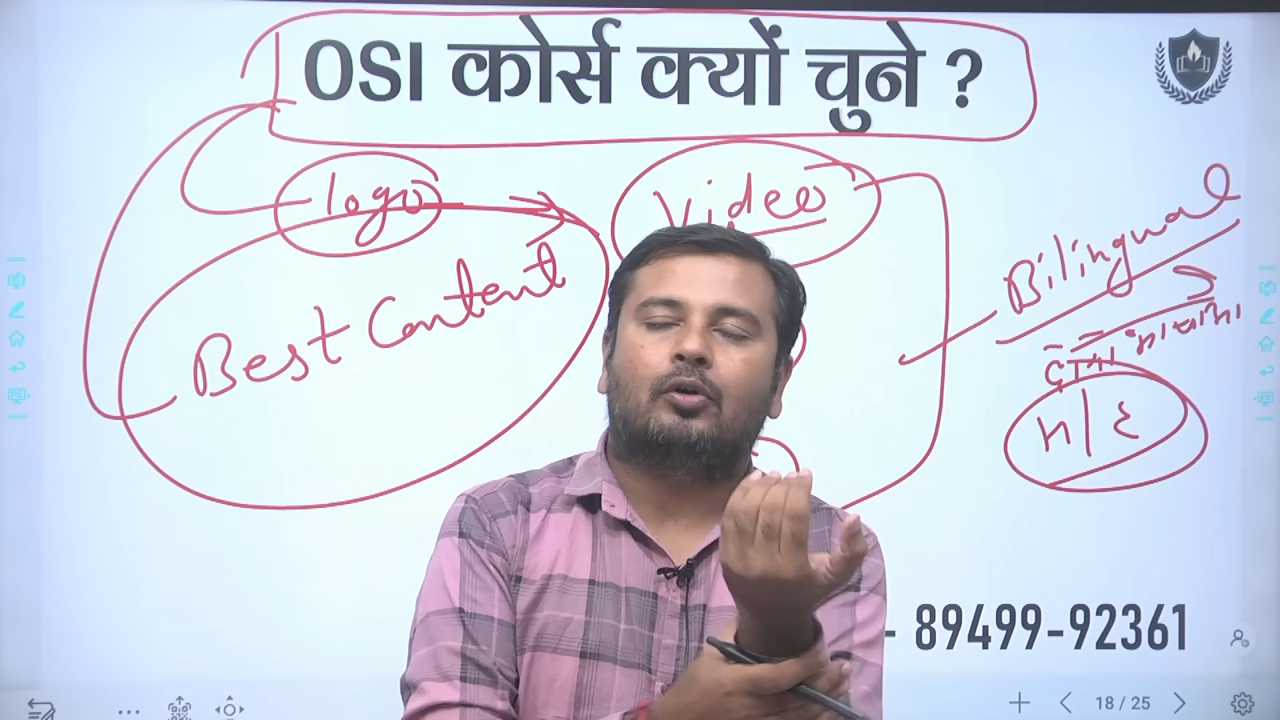 OSI कोर्स क्यों चुने ?
logo
Video
Best Content
Bilingual
H/E
- 89499-92361
18 / 25